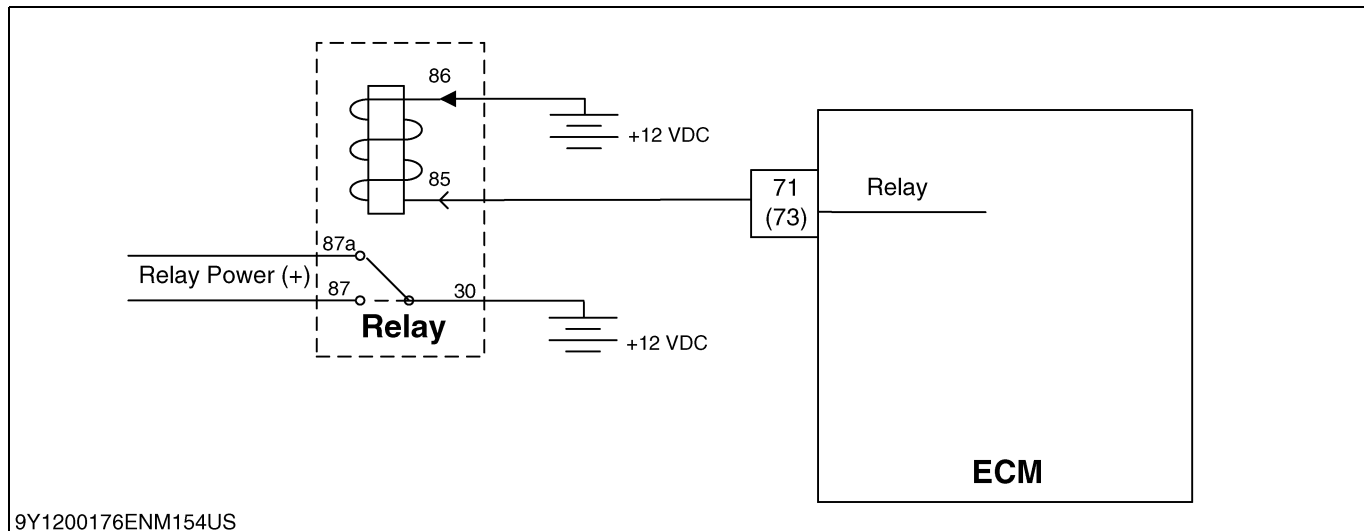 86
+12 VDC
85
71
(73)
Relay
87a
Relay Power (+)
87
30
Relay
+12 VDC
ECM
9Y1200176ENM154US